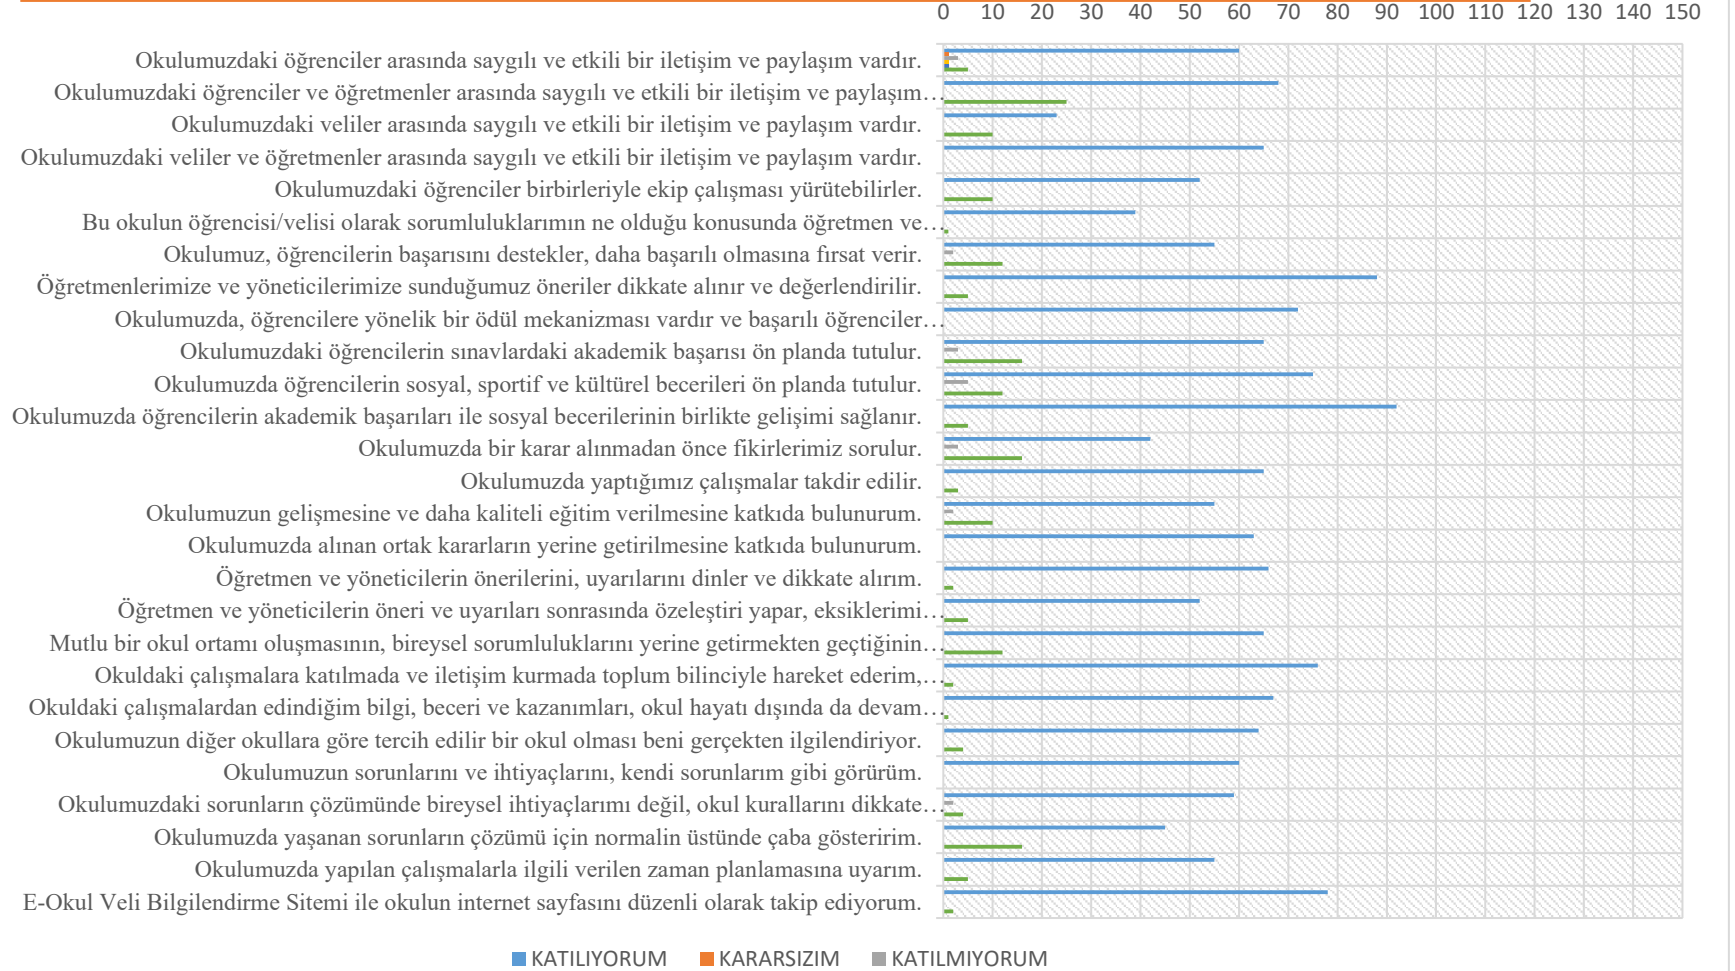 0 10 20 30 40 50 60 70 80 90 100 110 120 130 140 150
Okulumuzdaki öğrenciler arasında saygılı ve etkili bir iletişim ve paylaşım vardır.
Okulumuzdaki öğrenciler ve öğretmenler arasında saygılı ve etkili bir iletişim ve paylaşım…
Okulumuzdaki veliler arasında saygılı ve etkili bir iletişim ve paylaşım vardır.
Okulumuzdaki veliler ve öğretmenler arasında saygılı ve etkili bir iletişim ve paylaşım vardır.
Okulumuzdaki öğrenciler birbirleriyle ekip çalışması yürütebilirler.
Bu okulun öğrencisi/velisi olarak sorumluluklarımın ne olduğu konusunda öğretmen ve…
Okulumuz, öğrencilerin başarısını destekler, daha başarılı olmasına fırsat verir.
Öğretmenlerimize ve yöneticilerimize sunduğumuz öneriler dikkate alınır ve değerlendirilir.
Okulumuzda, öğrencilere yönelik bir ödül mekanizması vardır ve başarılı öğrenciler…
Okulumuzdaki öğrencilerin sınavlardaki akademik başarısı ön planda tutulur.
Okulumuzda öğrencilerin sosyal, sportif ve kültürel becerileri ön planda tutulur.
Okulumuzda öğrencilerin akademik başarıları ile sosyal becerilerinin birlikte gelişimi sağlanır.
Okulumuzda bir karar alınmadan önce fikirlerimiz sorulur.
Okulumuzda yaptığımız çalışmalar takdir edilir.
Okulumuzun gelişmesine ve daha kaliteli eğitim verilmesine katkıda bulunurum.
Okulumuzda alınan ortak kararların yerine getirilmesine katkıda bulunurum.
Öğretmen ve yöneticilerin önerilerini, uyarılarını dinler ve dikkate alırım.
Öğretmen ve yöneticilerin öneri ve uyarıları sonrasında özeleştiri yapar, eksiklerimi…
Mutlu bir okul ortamı oluşmasının, bireysel sorumluluklarını yerine getirmekten geçtiğinin…
Okuldaki çalışmalara katılmada ve iletişim kurmada toplum bilinciyle hareket ederim,…
Okuldaki çalışmalardan edindiğim bilgi, beceri ve kazanımları, okul hayatı dışında da devam…
Okulumuzun diğer okullara göre tercih edilir bir okul olması beni gerçekten ilgilendiriyor.
Okulumuzun sorunlarını ve ihtiyaçlarını, kendi sorunlarım gibi görürüm.
Okulumuzdaki sorunların çözümünde bireysel ihtiyaçlarımı değil, okul kurallarını dikkate…
Okulumuzda yaşanan sorunların çözümü için normalin üstünde çaba gösteririm.
Okulumuzda yapılan çalışmalarla ilgili verilen zaman planlamasına uyarım.
E-Okul Veli Bilgilendirme Sitemi ile okulun internet sayfasını düzenli olarak takip ediyorum.
KATILIYORUM KARARSIZIM KATILMIYORUM